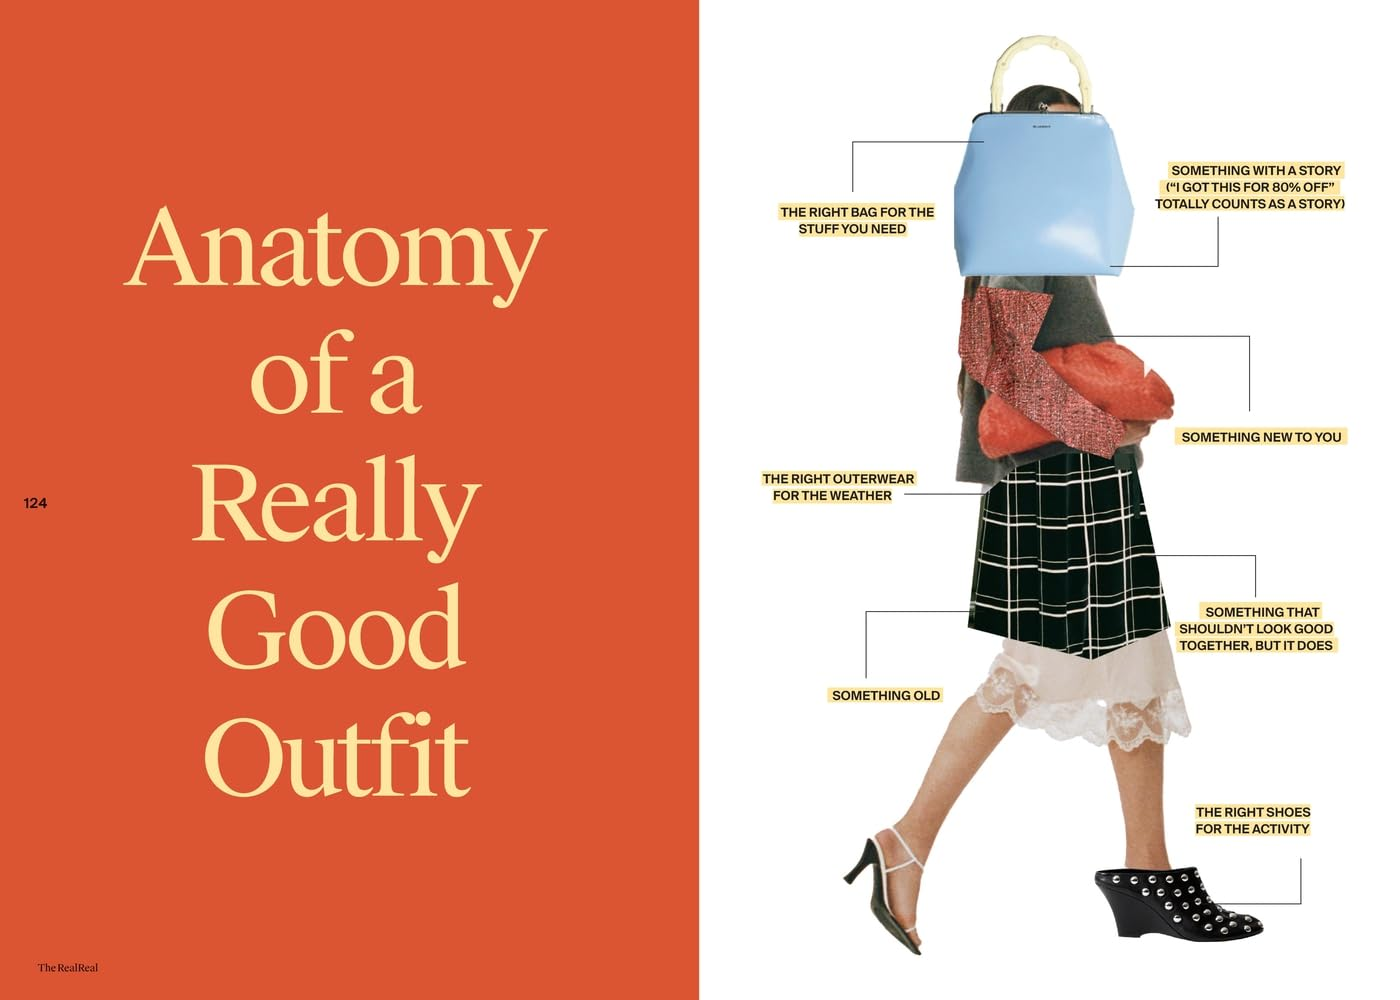 Anatomy
of a
Really
Good
Outfit
124
The RealReal
THE RIGHT BAG FOR THE
STUFF YOU NEED
SOMETHING WITH A STORY
(“I GOT THIS FOR 80% OFF”
TOTALLY COUNTS AS A STORY)
SOMETHING NEW TO YOU
THE RIGHT OUTERWEAR
FOR THE WEATHER
SOMETHING THAT
SHOULDN’T LOOK GOOD
TOGETHER, BUT IT DOES
SOMETHING OLD
THE RIGHT SHOES
FOR THE ACTIVITY